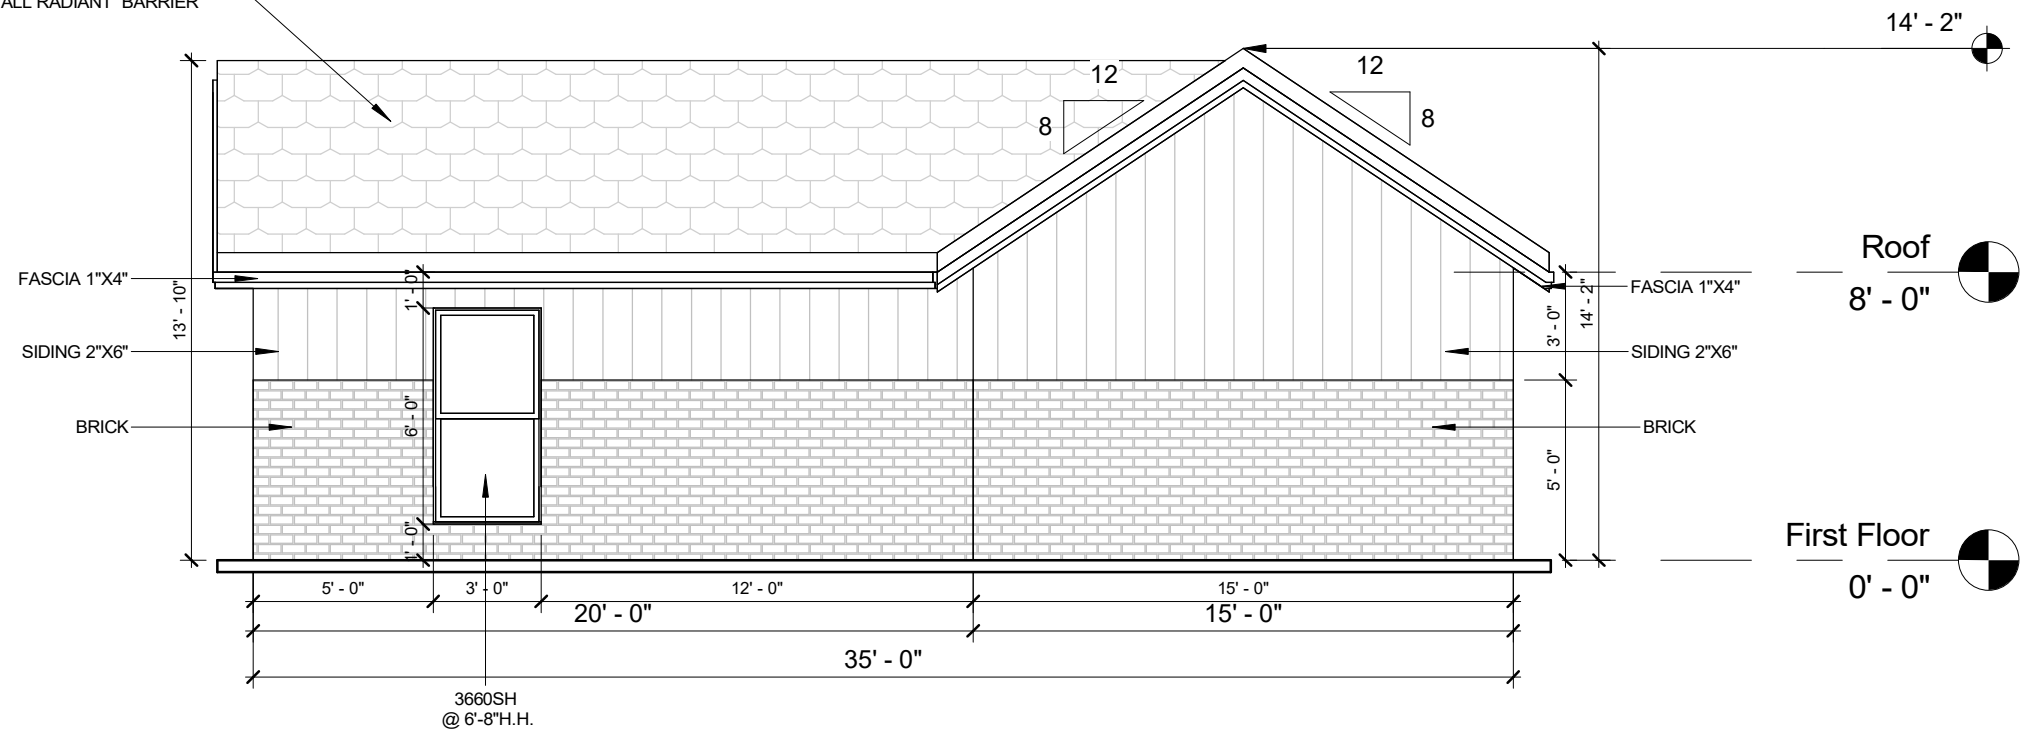 ALL RADIANT BARRIER
14' - 2"
12
8
12
8
13' - 10"
FASCIA 1"X4"
SIDING 2"X6"
BRICK
1' - 0"
6' - 0"
1' - 0"
FASCIA 1"X4"
SIDING 2"X6"
BRICK
3' - 0"
5' - 0"
14' - 2"
Roof
8' - 0"
First Floor
0' - 0"
5' - 0"
3' - 0"
12' - 0"
15' - 0"
20' - 0"
15' - 0"
35' - 0"
3660SH
@ 6'-8"H.H.